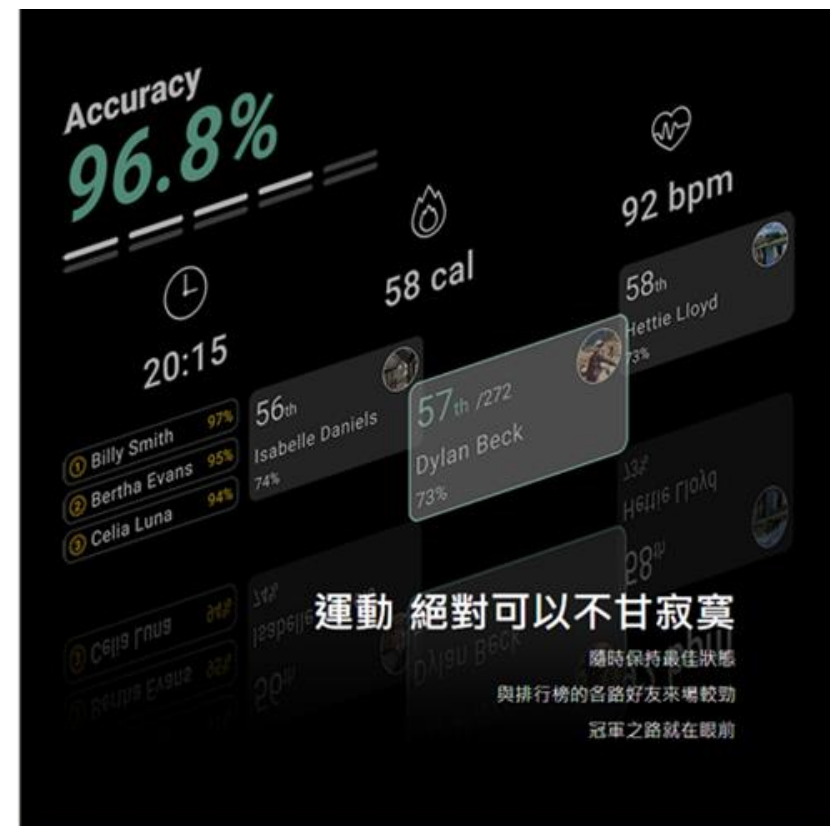 Accuracy
96.8%
92 bpm
58 cal
20:15
① Billy Smith 97%
② Bertha Evans 95%
③ Celia Luna 94%
56th
Isabelle Daniels
74%
57th /272
Dylan Beck
73%
58th
Hettie Lloyd
73%
運動 絕對可以不甘寂寞
隨時保持最佳狀態
與排行榜的各路好友來場較勁
冠軍之路就在眼前